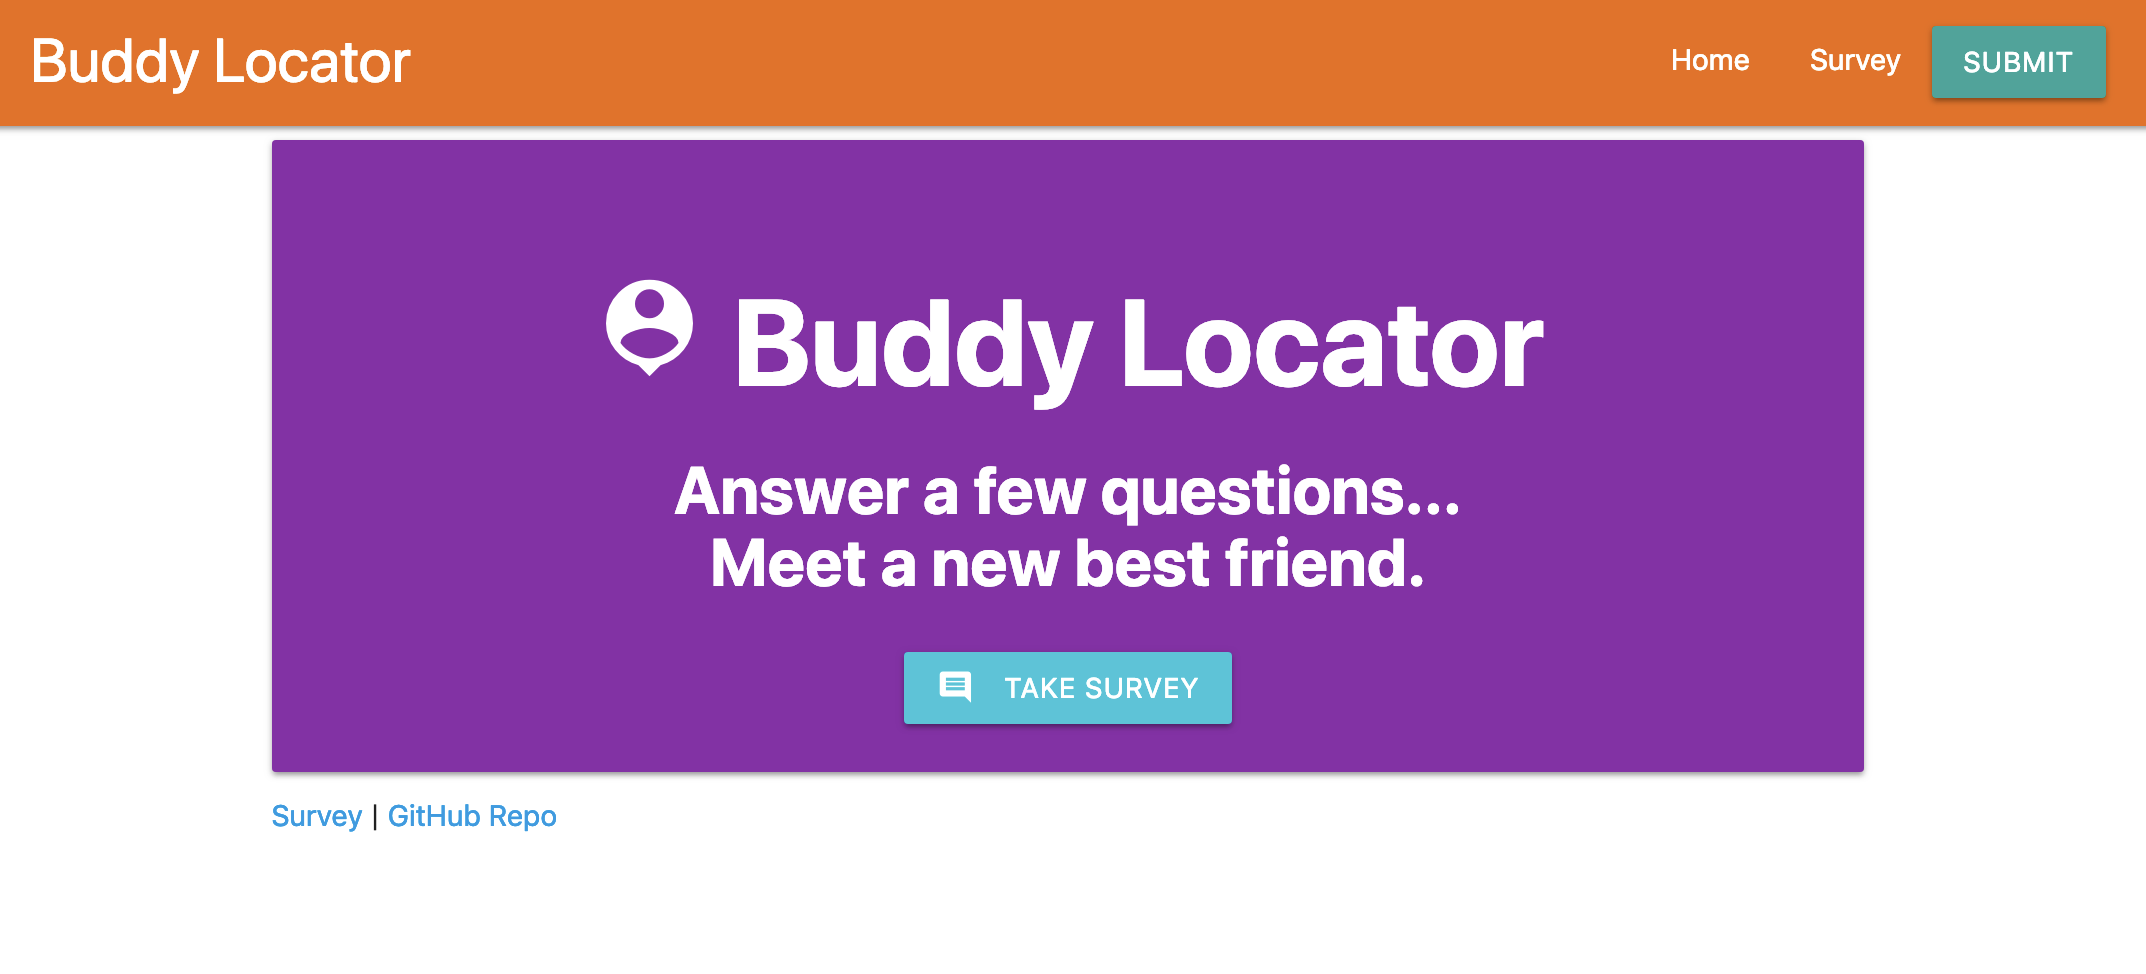 Buddy Locator
Home Survey SUBMIT
Buddy Locator
Answer a few questions...
Meet a new best friend.
TAKE SURVEY
Survey | GitHub Repo